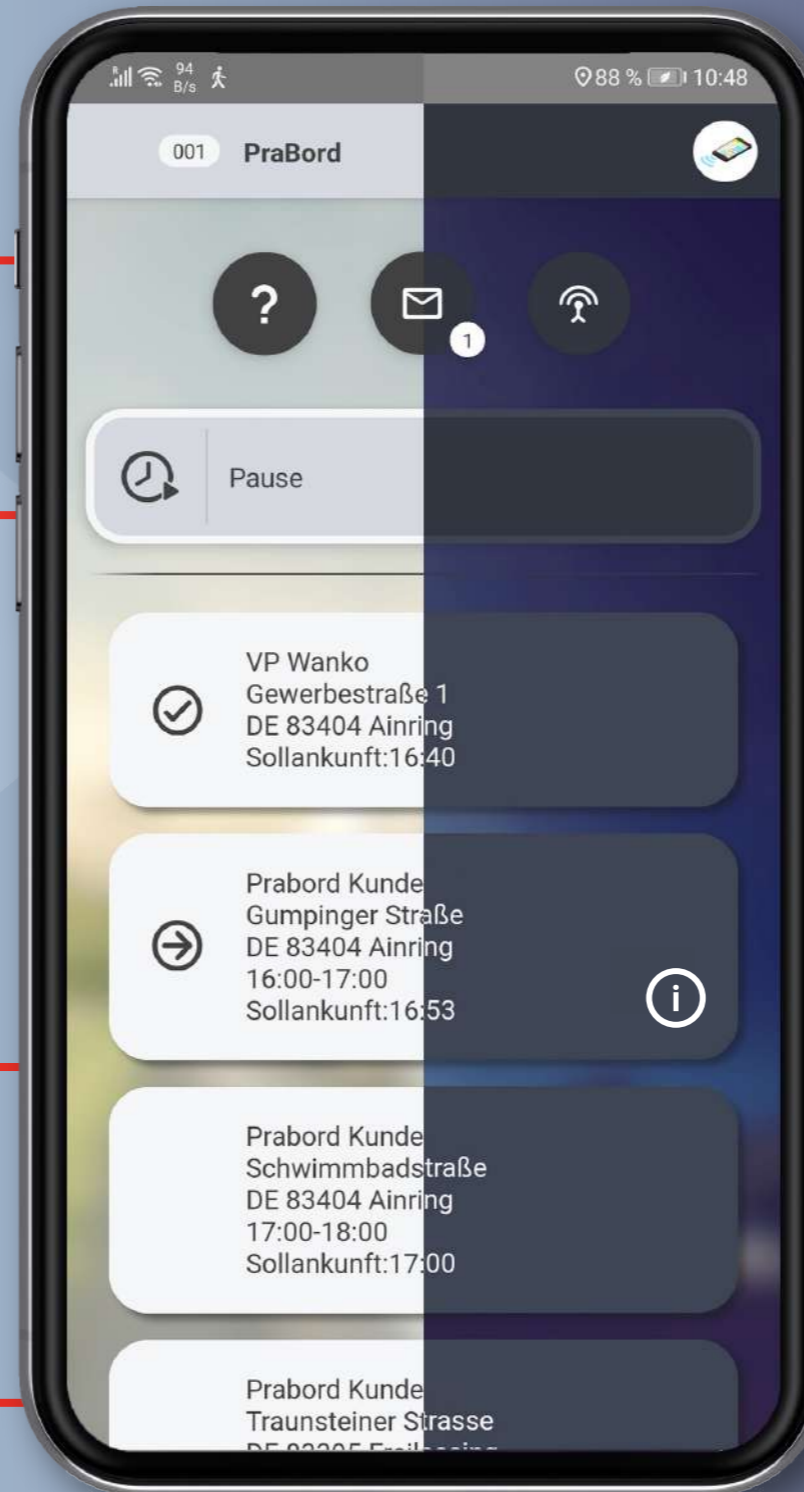 94
B/s
88 %
10:48
001 PraBord
?
1
Pause
VP Wanko
Gewerbestraße 1
DE 83404 Ainring
Sollankunft:16:40
Prabord Kunde
Gumpinger Straße
DE 83404 Ainring
16:00-17:00
Sollankunft:16:53
i
Prabord Kunde
Schwimmbadstraße
DE 83404 Ainring
17:00-18:00
Sollankunft:17:00
Prabord Kunde
Traunsteiner Strasse